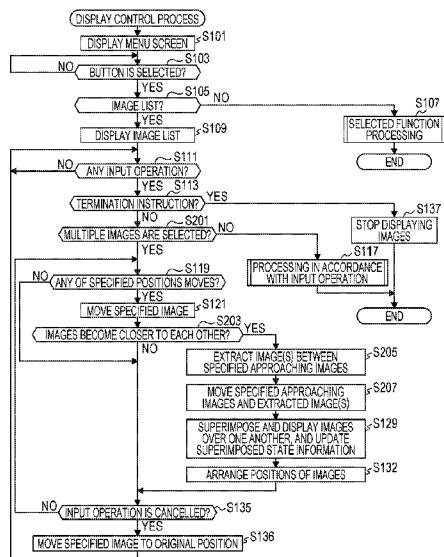 DISPLAY CONTROL PROCESS
DISPLAY MENU SCREEN
S101
S103
BUTTON IS SELECTED?
NO
YES
S105
IMAGE LIST?
NO
YES
S107
SELECTED FUNCTION
PROCESSING
END
DISPLAY IMAGE LIST
S109
S111
ANY INPUT OPERATION?
NO
YES
S113
TERMINATION INSTRUCTION?
YES
NO
S137
STOP DISPLAYING
IMAGES
S201
MULTIPLE IMAGES ARE SELECTED?
NO
YES
S117
PROCESSING IN ACCORDANCE
WITH INPUT OPERATION
END
S119
ANY OF SPECIFIED POSITIONS MOVES?
NO
YES
S121
MOVE SPECIFIED IMAGE
S203
IMAGES BECOME CLOSER TO EACH OTHER?
YES
NO
S205
EXTRACT IMAGE(S) BETWEEN
SPECIFIED APPROACHING IMAGES
S207
MOVE SPECIFIED APPROACHING
IMAGES AND EXTRACTED IMAGE(S)
S129
SUPERIMPOSE AND DISPLAY IMAGES
OVER ONE ANOTHER, AND UPDATE
SUPERIMPOSED STATE INFORMATION
S132
ARRANGE POSITIONS OF IMAGES
S135
INPUT OPERATION IS CANCELLED?
NO
YES
S136
MOVE SPECIFIED IMAGE TO ORIGINAL POSITION